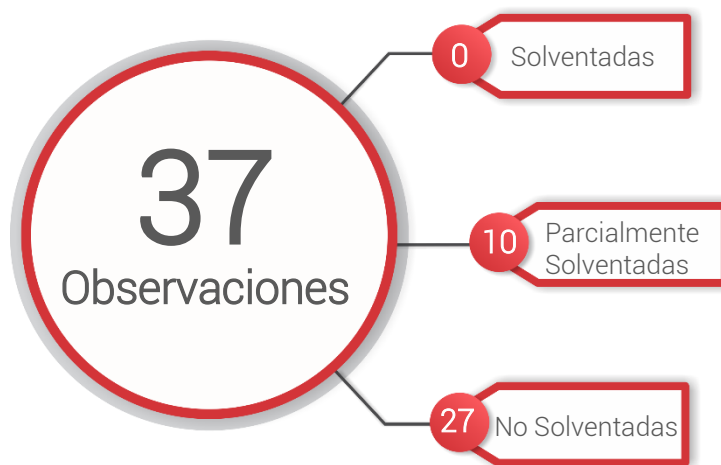 37
Observaciones
0
Solventadas
10
Parcialmente
Solventadas
27
No Solventadas